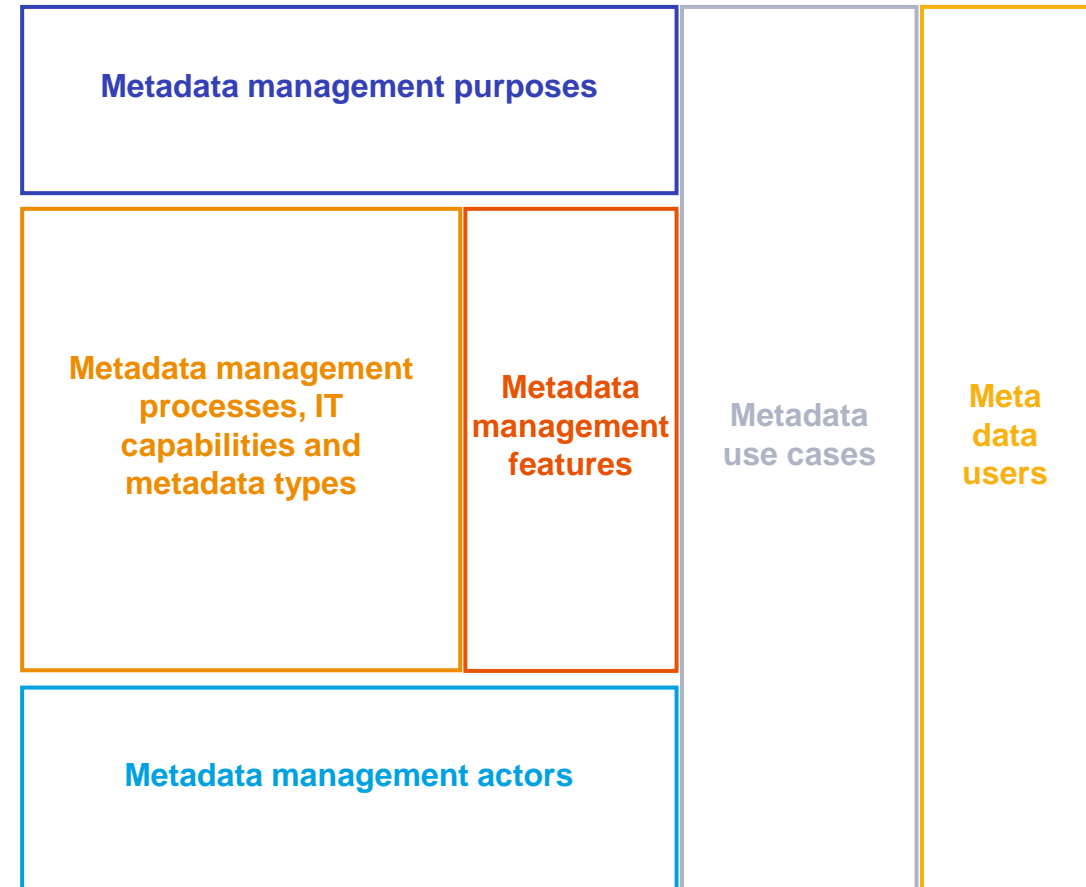 Metadata management purposes
Metadata management
processes, IT
capabilities and
metadata types
Metadata
management
features
Metadata
use cases
Meta
data
users
Metadata management actors